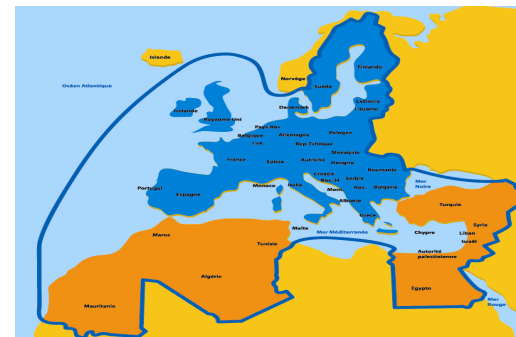 Islande
Norvège
Finlande
Suède
Océan Atlantique
Danemark
Lituanie
Irlande
Royaume Uni
Pays Bas
Belgique
Allemagne
Pologne
Lux.
Rep.Tchèque
Slovaquie
France
Suisse
Autriche
Hongrie
Roumanie
Croatie
Bos. H
Serbie
Mer
Noire
Portugal
Espagne
Monaco
Italie
Mont.
Bulgarie
Albanie
Grèce
Turquie
Maroc
Tunisie
Malte
Mer Méditerranée
Chypre
Syrie
Liban
Israël
Autorité
palestinienne
Algérie
Egypte
Mauritanie
Mer
Rouge